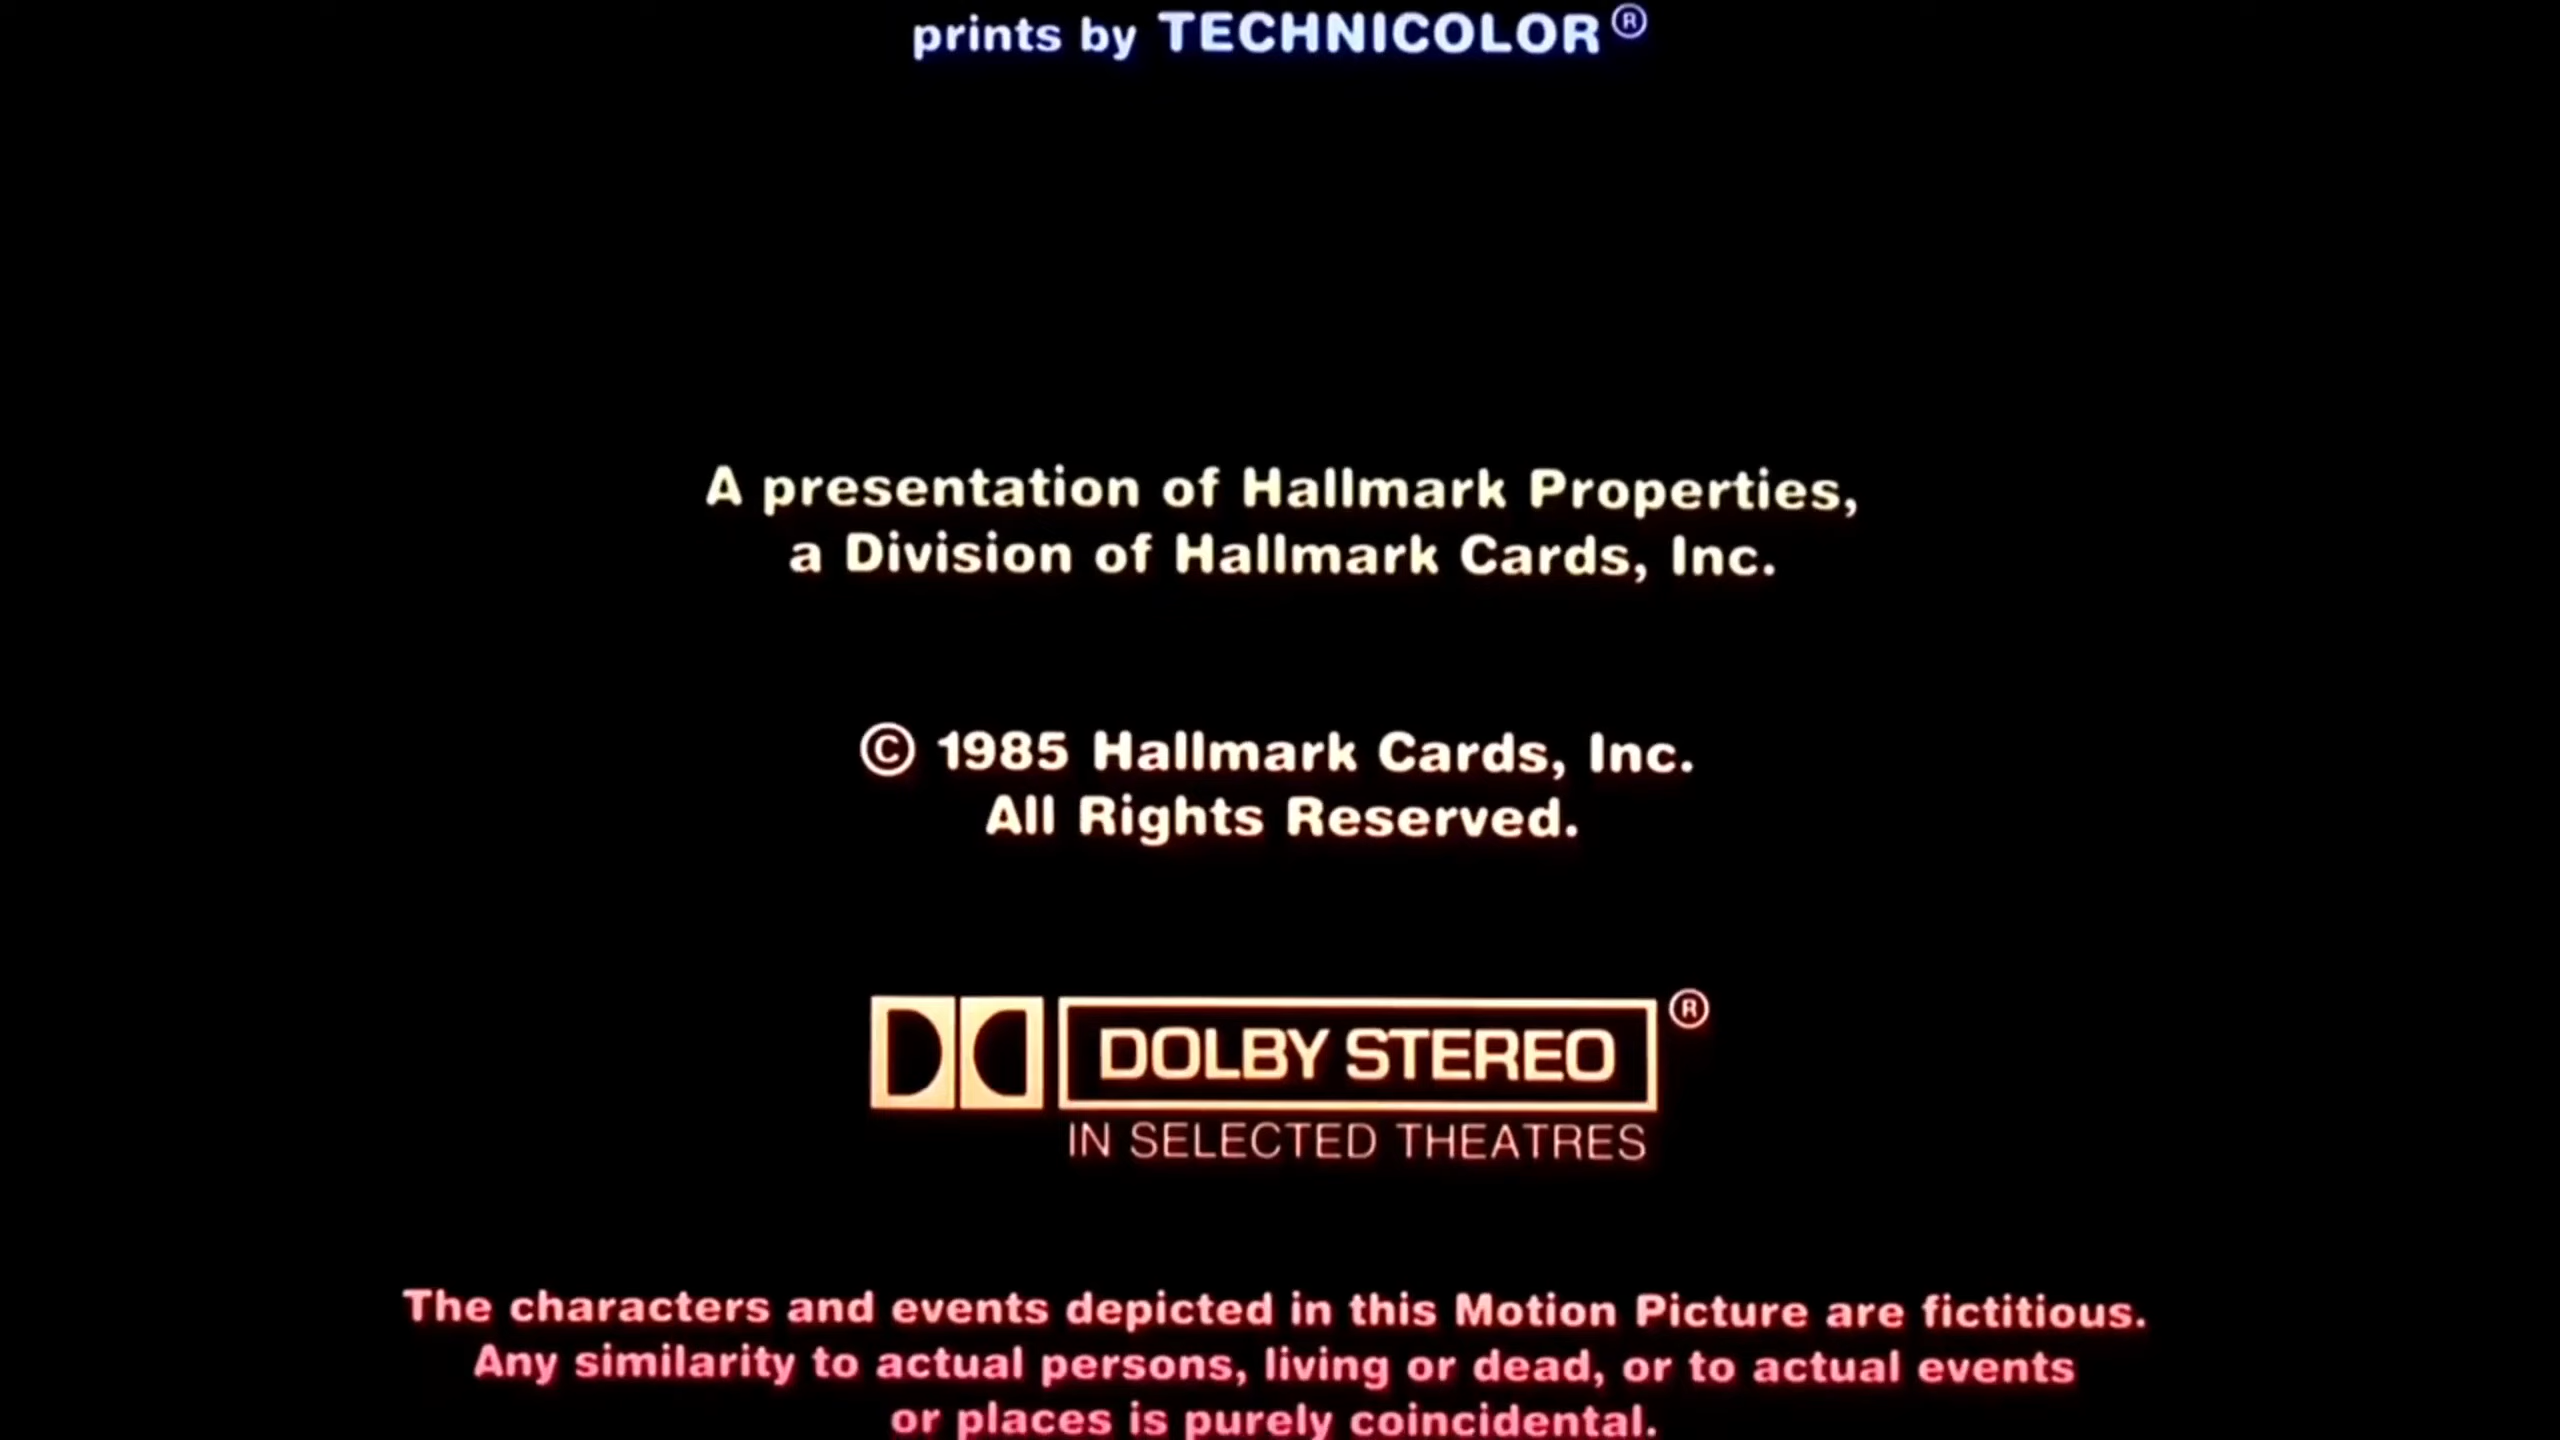 prints by TECHNICOLOR®
A presentation of Hallmark Properties,
a Division of Hallmark Cards, Inc.
© 1985 Hallmark Cards, Inc.
All Rights Reserved.
DOLBY STEREO ®
IN SELECTED THEATRES
The characters and events depicted in this Motion Picture are fictitious.
Any similarity to actual persons, living or dead, or to actual events
or places is purely coincidental.